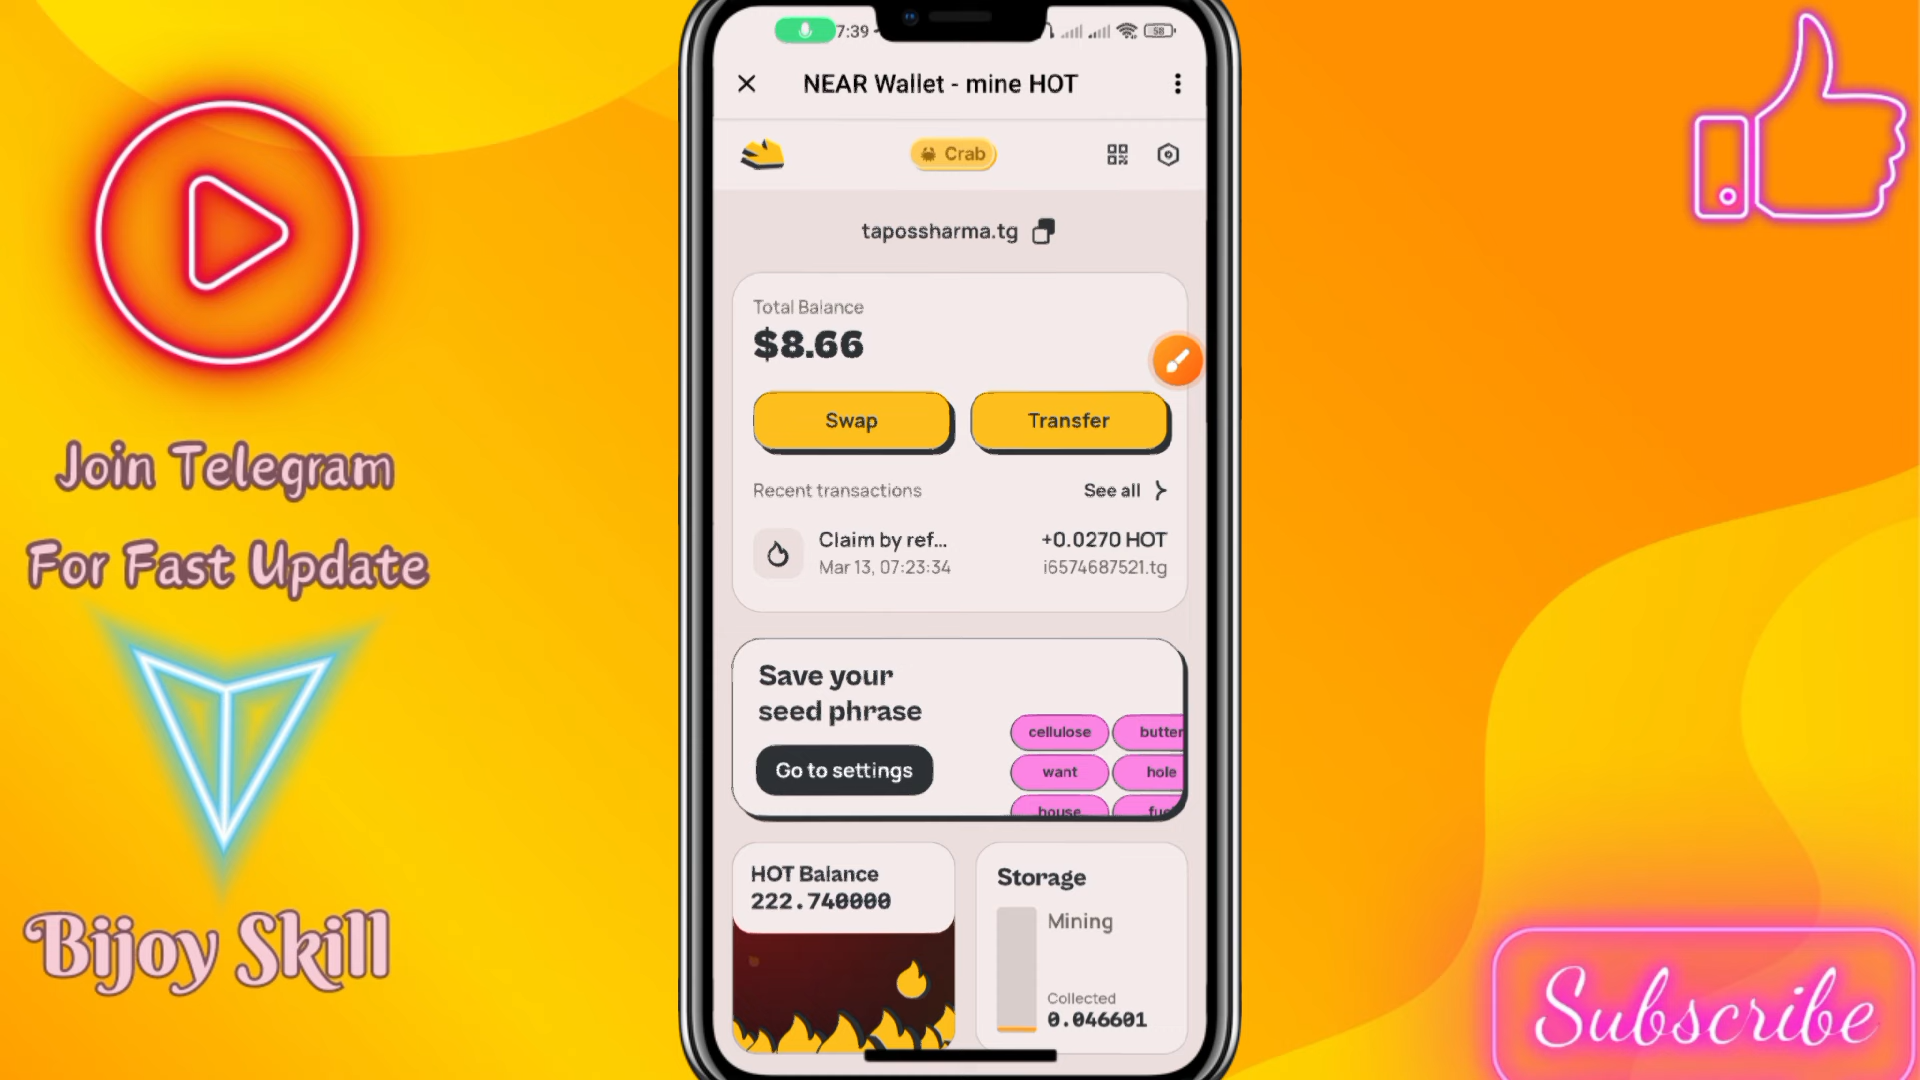 7:39
58
NEAR Wallet - mine HOT
Crab
tapossharma.tg
Total Balance
$8.66
Swap
Transfer
Recent transactions
See all
Claim by ref...
+0.0270 HOT
Mar 13, 07:23:34
i6574687521.tg
Save your
seed phrase
Go to settings
cellulose
butter
want
hole
house
HOT Balance
222.740000
Storage
Mining
Collected
0.046601
Join Telegram
For Fast Update
Bijoy Skill
Subscribe